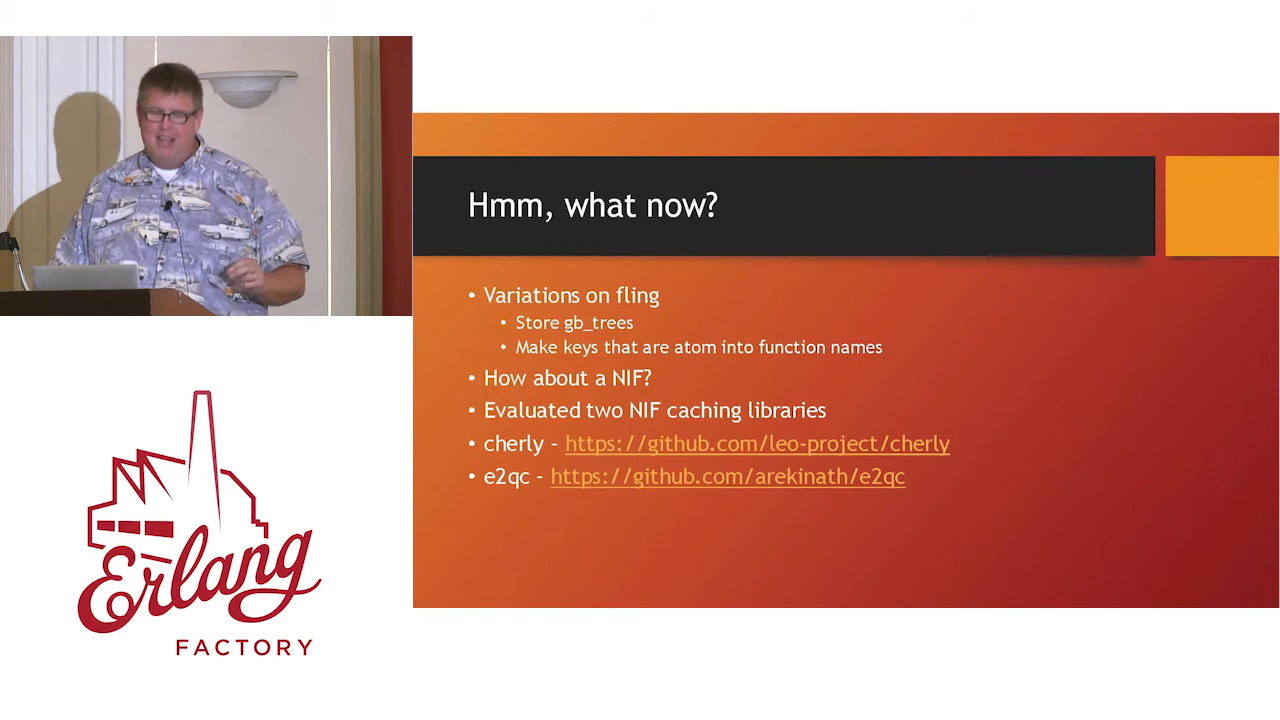 Hmm, what now?
• Variations on fling
• Store gb_trees
• Make keys that are atom into function names
• How about a NIF?
• Evaluated two NIF caching libraries
• cherly - https://github.com/leo-project/cherly
• e2qc - https://github.com/arekinath/e2qc
Erlang
FACTORY